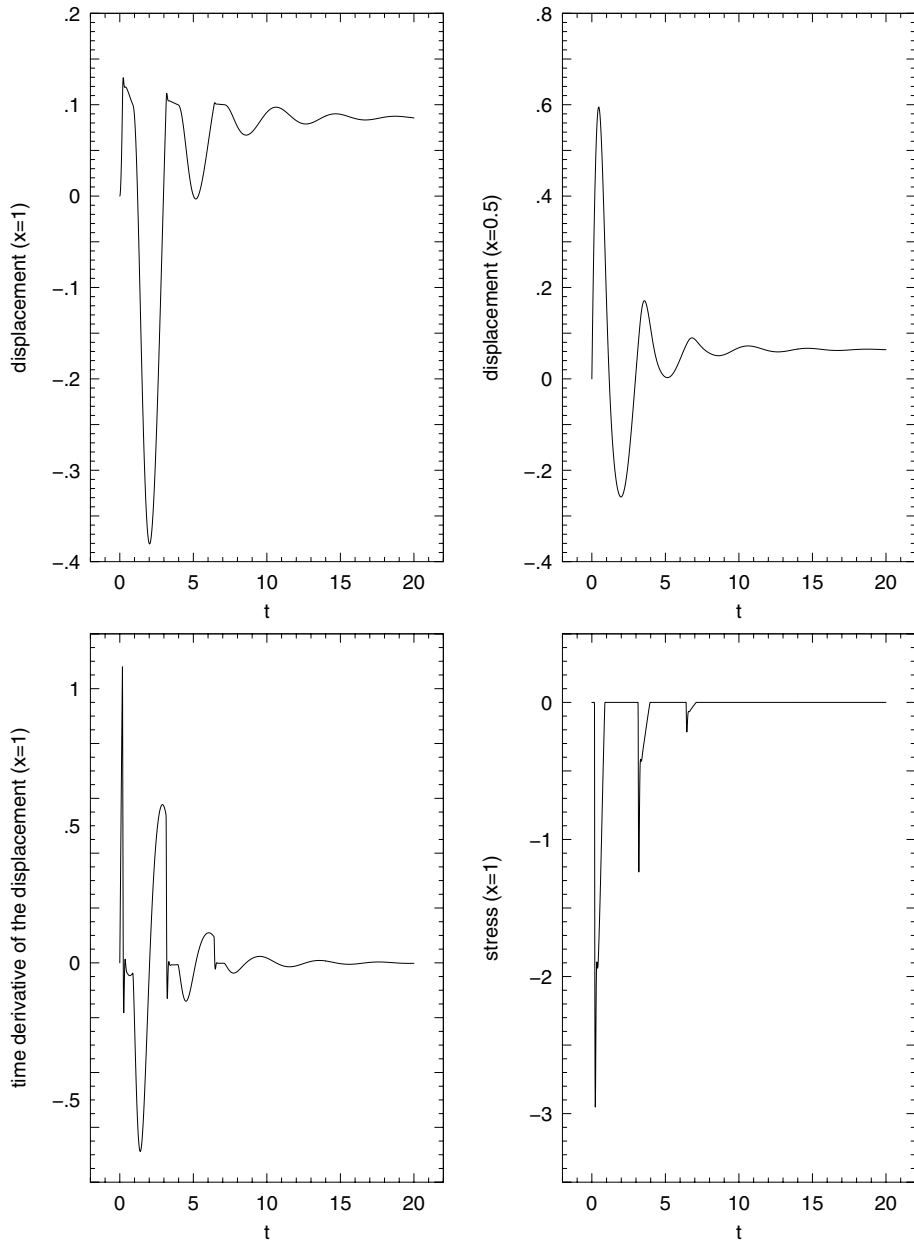 .2
.1
0
−.1
−.2
−.3
−.4
displacement (x=1)
0 5 10 15 20
t
.8
.6
.4
.2
0
−.2
−.4
displacement (x=0.5)
0 5 10 15 20
t
1
.5
0
−.5
time derivative of the displacement (x=1)
0 5 10 15 20
t
0
−1
−2
−3
stress (x=1)
0 5 10 15 20
t